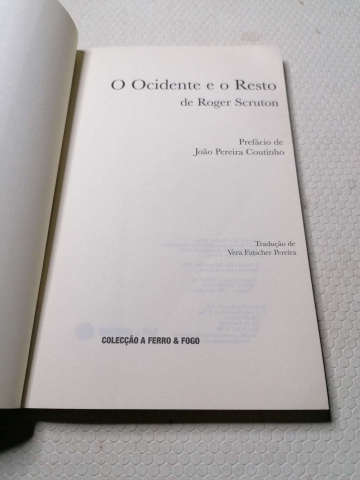 O Ocidente e o Resto
de Roger Scruton
Prefácio de
João Pereira Coutinho
Tradução de
Vera Futscher Pereira
COLECÇÃO A FERRO & FOGO